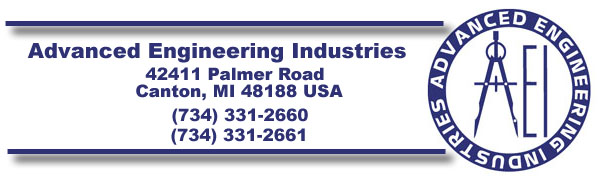 Advanced Engineering Industries
42411 Palmer Road
Canton, MI 48188 USA
(734) 331-2660
(734) 331-2661
ADVANCED ENGINEERING INDUSTRIES
AEI